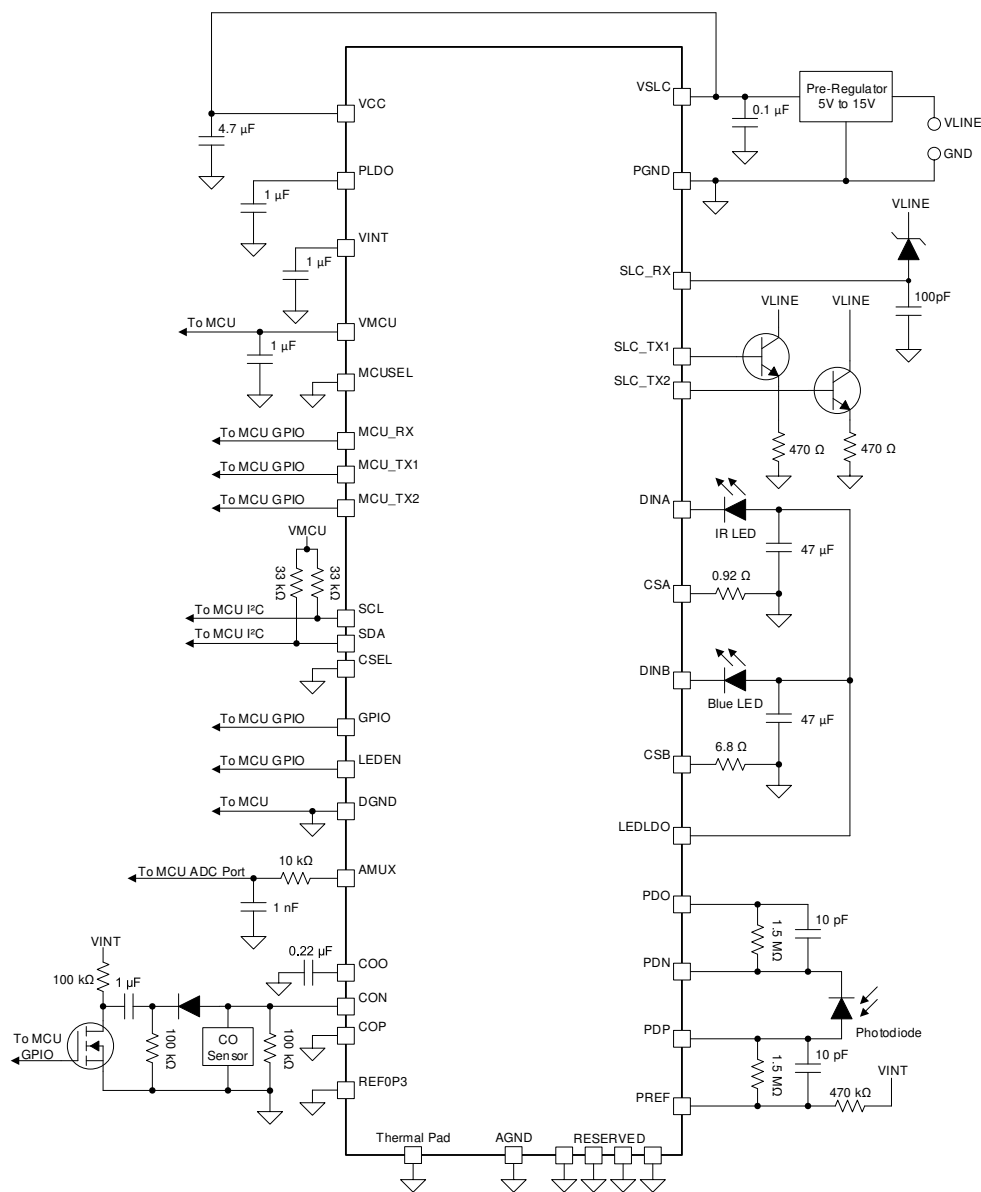 VCC
4.7 µF
PLDO
1 µF
VINT
1 µF
To MCU
VMCU
1 µF
MCUSEL
To MCU GPIO
MCU_RX
To MCU GPIO
MCU_TX1
To MCU GPIO
MCU_TX2
VMCU
33 kΩ
33 kΩ
To MCU I²C
SCL
To MCU I²C
SDA
CSEL
To MCU GPIO
GPIO
To MCU GPIO
LEDEN
To MCU
DGND
To MCU ADC Port
10 kΩ
AMUX
1 nF
VINT
100 kΩ
1 µF
0.22 µF
COO
CON
COP
To MCU
GPIO
100 kΩ
CO
Sensor
100 kΩ
REF0P3
Thermal Pad
AGND
RESERVED
VSLC
0.1 µF
Pre-Regulator
5V to 15V
VLINE
GND
PGND
VLINE
SLC_RX
100pF
VLINE
VLINE
SLC_TX1
SLC_TX2
470 Ω
470 Ω
DINA
IR LED
47 µF
CSA
0.92 Ω
DINB
Blue LED
47 µF
CSB
6.8 Ω
LEDLDO
PDO
1.5 MΩ
10 pF
PDN
Photodiode
PDP
1.5 MΩ
10 pF
VINT
PREF
470 kΩ